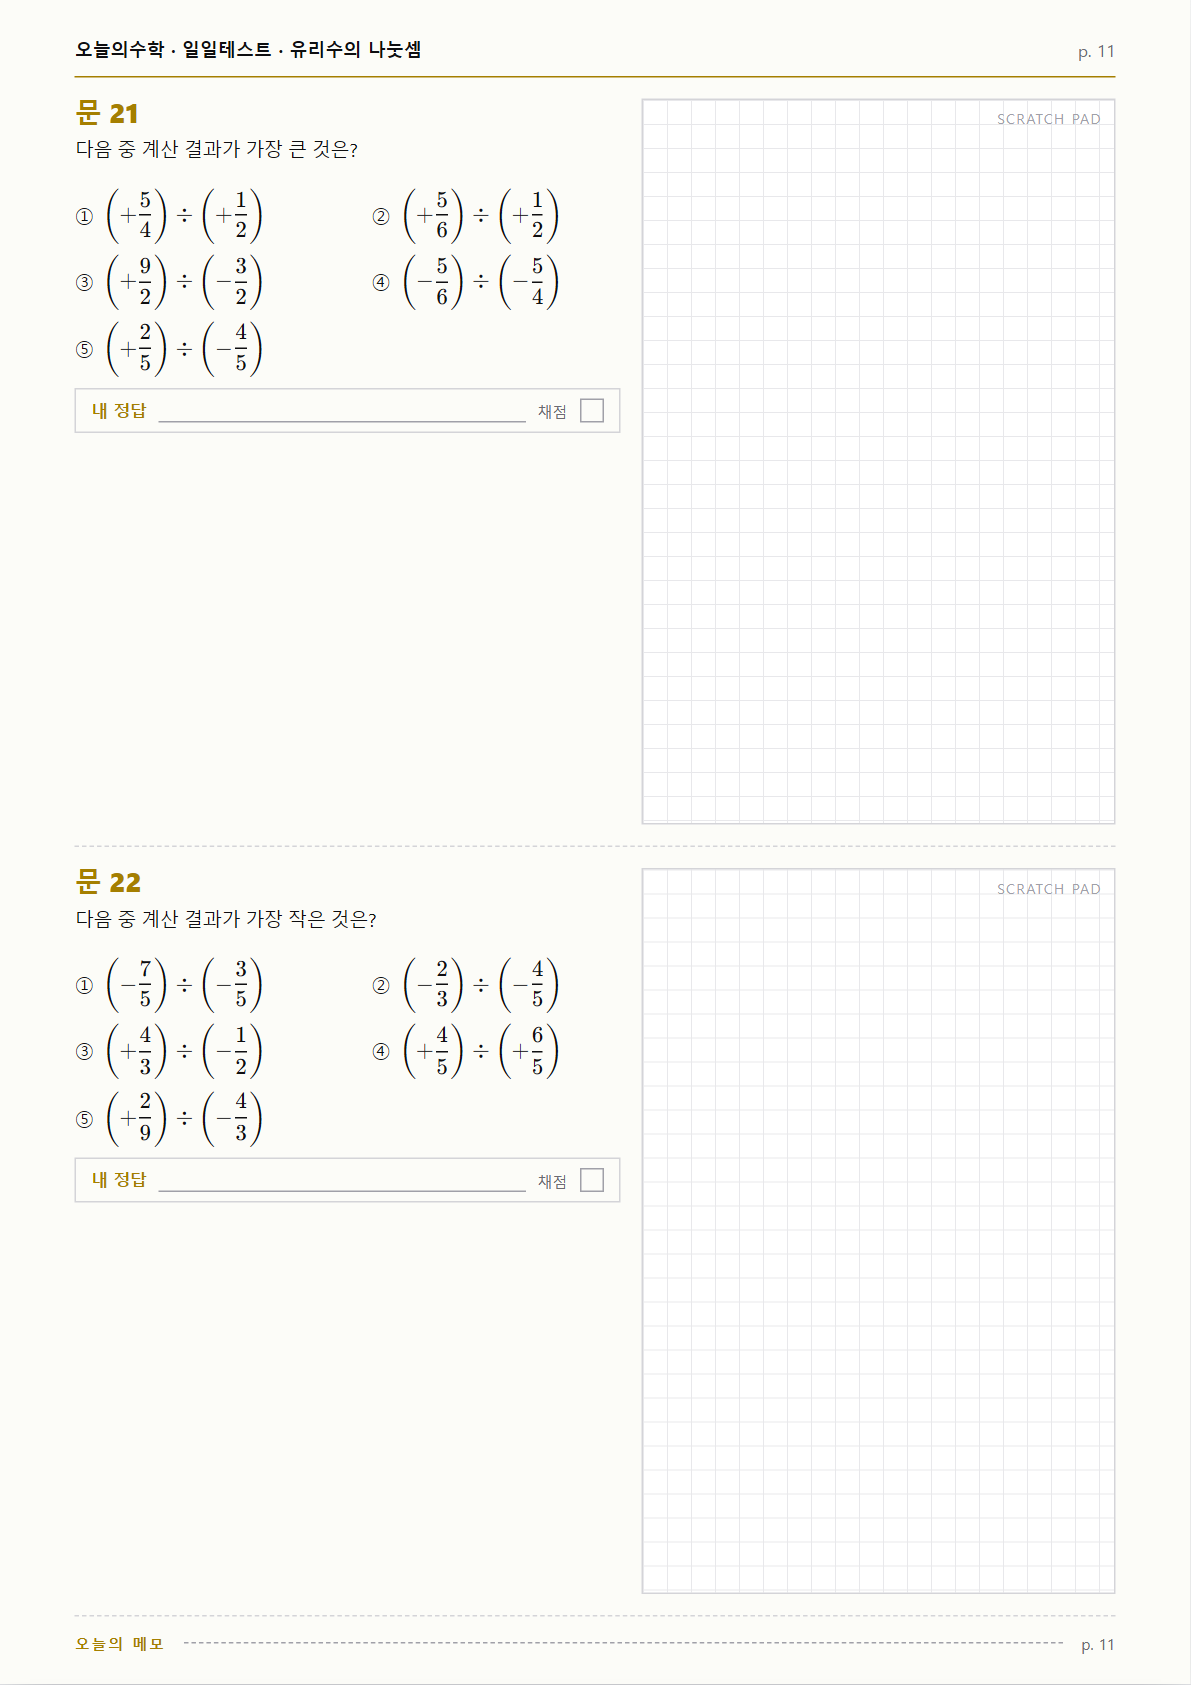 오늘의수학 · 일일테스트 · 유리수의 나눗셈 p. 11
문 21
다음 중 계산 결과가 가장 큰 것은?
① (+5/4) ÷ (+1/2) ② (+5/6) ÷ (+1/2)
③ (+9/2) ÷ (−3/2) ④ (−5/6) ÷ (−5/4)
⑤ (+2/5) ÷ (−4/5)
내 정답 채점
SCRATCH PAD
문 22
다음 중 계산 결과가 가장 작은 것은?
① (−7/5) ÷ (−3/5) ② (−2/3) ÷ (−4/5)
③ (+4/3) ÷ (−1/2) ④ (+4/5) ÷ (+6/5)
⑤ (+2/9) ÷ (−4/3)
내 정답 채점
SCRATCH PAD
오늘의 메모 p. 11